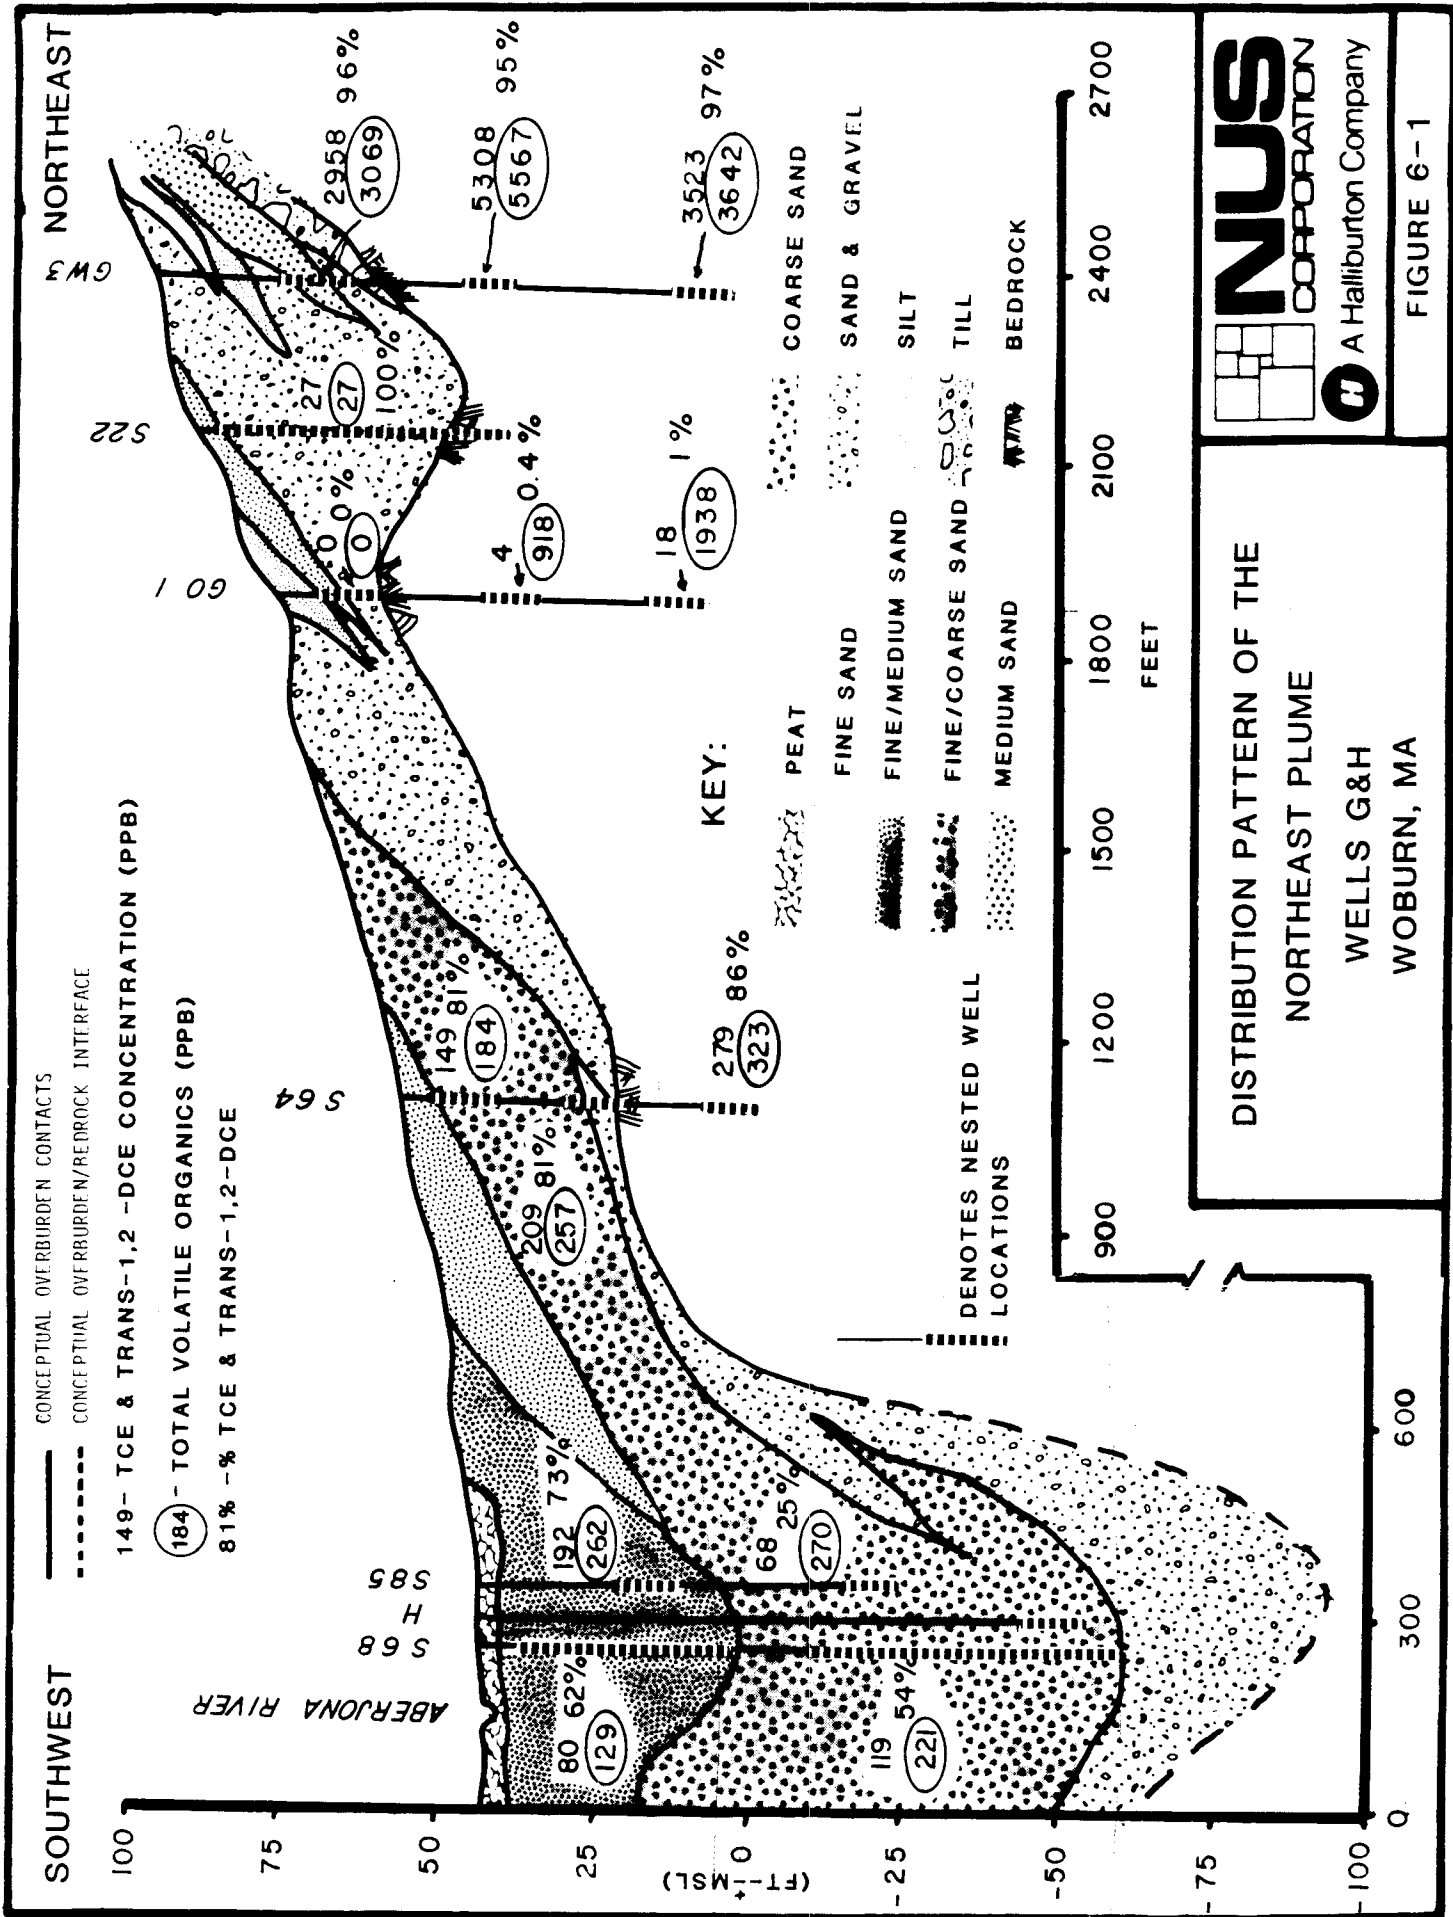 SOUTHWEST
NORTHEAST
CONCEPTUAL OVERBURDEN CONTACTS
CONCEPTUAL OVERBURDEN/BEDROCK INTERFACE
149- TCE & TRANS-1,2 -DCE CONCENTRATION (PPB)
184 - TOTAL VOLATILE ORGANICS (PPB)
81% -% TCE & TRANS-1,2-DCE
ABERJONA RIVER
S 68
H
S85
S 64
GO 1
S22
GW3
100
75
50
25
0
-25
-50
-75
-100
(FT--+MSL)
80 62%
129
119 54%
221
192 73%
262
68 25%
270
209 81%
257
149 81%
184
279 86%
323
0 0%
0
4 0.4%
918
18 1%
1938
27
27
100%
2958 96%
3069
5308 95%
5567
3523 97%
3642
KEY:
PEAT
FINE SAND
FINE/MEDIUM SAND
FINE/COARSE SAND
MEDIUM SAND
COARSE SAND
SAND & GRAVEL
SILT
TILL
BEDROCK
DENOTES NESTED WELL
LOCATIONS
0
300
600
900
1200
1500
1800
2100
2400
2700
FEET
DISTRIBUTION PATTERN OF THE
NORTHEAST PLUME
WELLS G&H
WOBURN, MA
NUS
CORPORATION
H A Halliburton Company
FIGURE 6-1